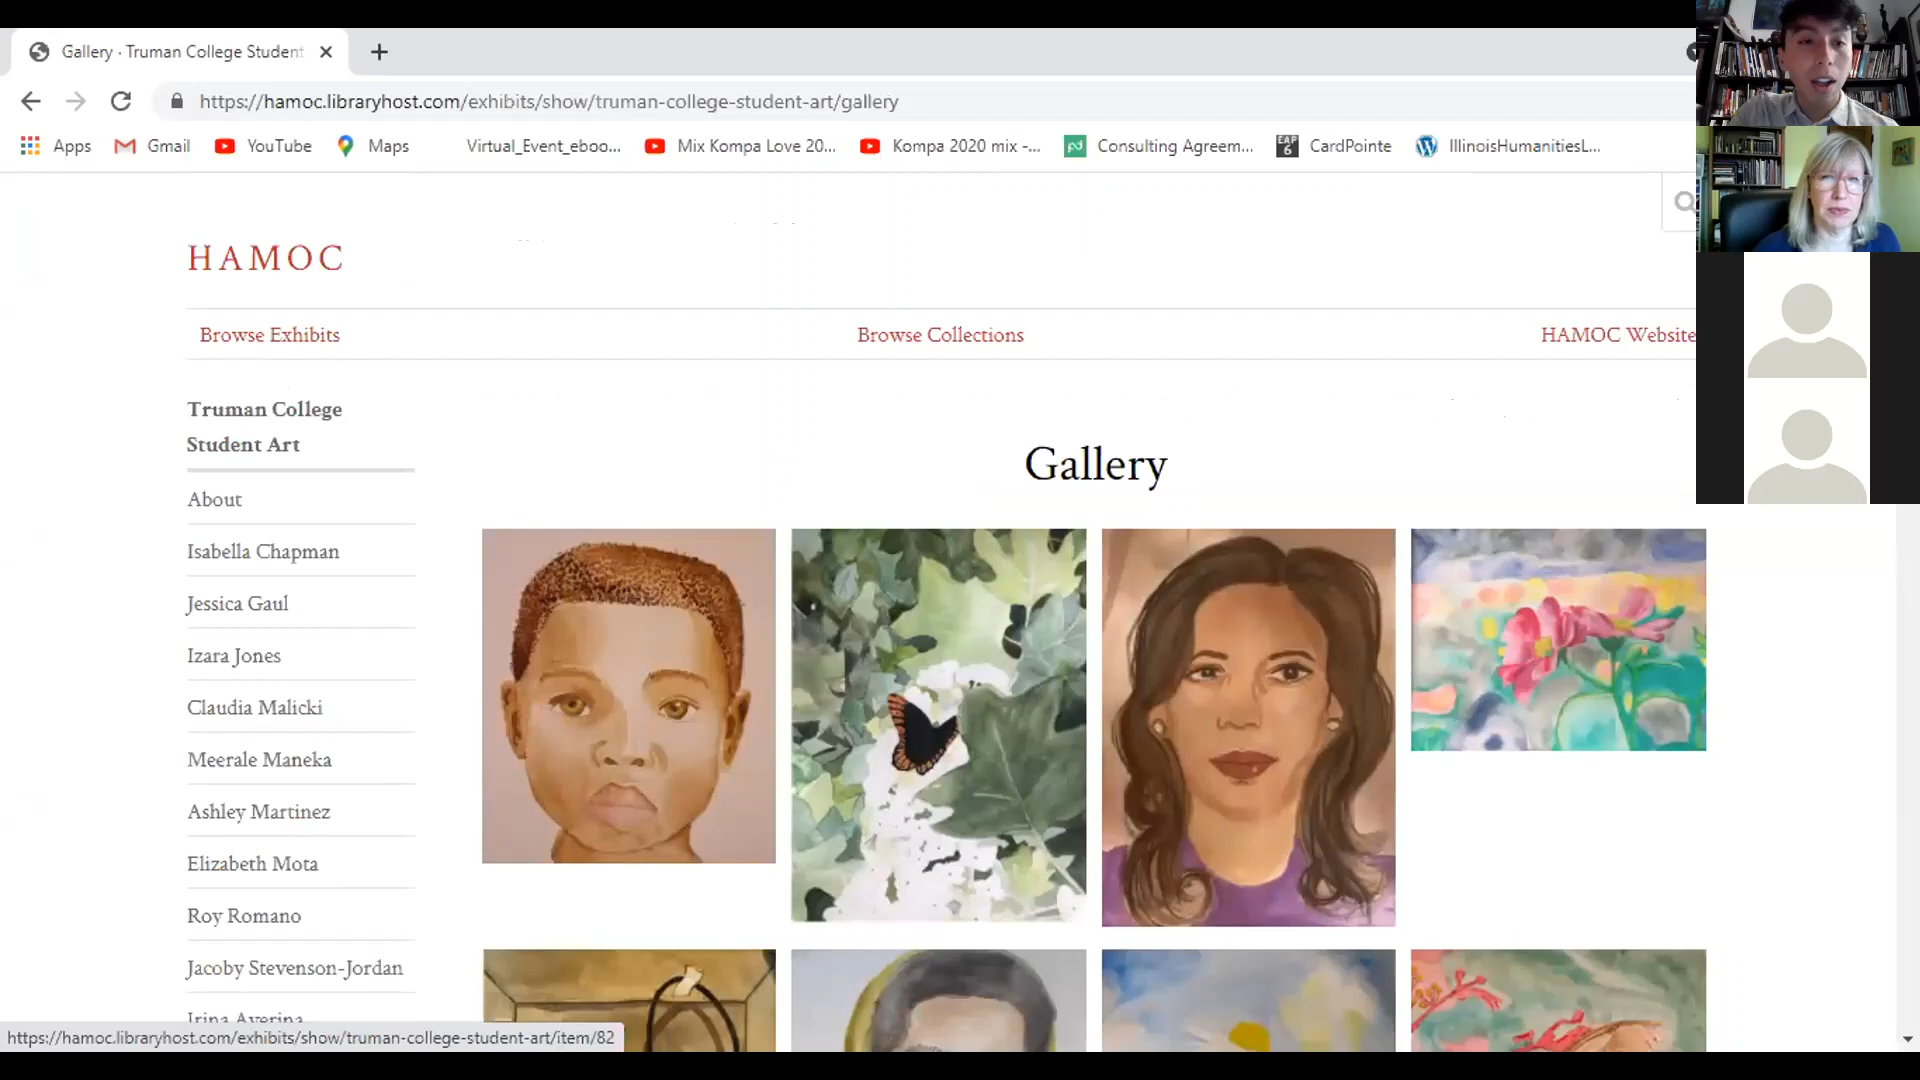 Gallery · Truman College Student
https://hamoc.libraryhost.com/exhibits/show/truman-college-student-art/gallery
Apps Gmail YouTube Maps Virtual_Event_eboo... Mix Kompa Love 20... Kompa 2020 mix -... Consulting Agreem... CardPointe IllinoisHumanitiesL...
HAMOC
Browse Exhibits Browse Collections HAMOC Website
Truman College
Student Art
Gallery
About
Isabella Chapman
Jessica Gaul
Izara Jones
Claudia Malicki
Meerale Maneka
Ashley Martinez
Elizabeth Mota
Roy Romano
Jacoby Stevenson-Jordan
Irina Averina
https://hamoc.libraryhost.com/exhibits/show/truman-college-student-art/item/82